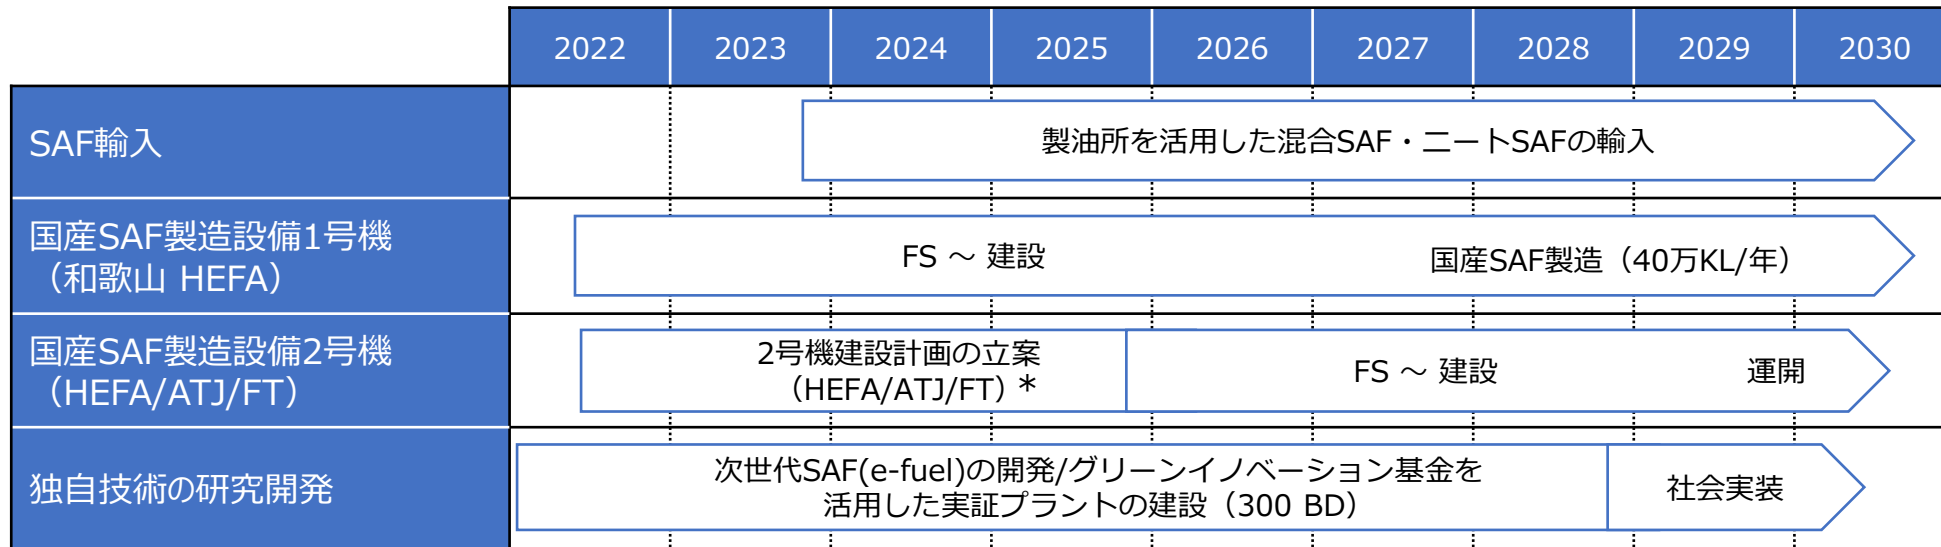 2022 2023 2024 2025 2026 2027 2028 2029 2030
SAF輸入
製油所を活用した混合SAF・ニートSAFの輸入
国産SAF製造設備1号機
（和歌山 HEFA）
FS ～ 建設
国産SAF製造（40万KL/年）
国産SAF製造設備2号機
（HEFA/ATJ/FT）
2号機建設計画の立案
（HEFA/ATJ/FT）*
FS ～ 建設
運開
独自技術の研究開発
次世代SAF(e-fuel)の開発/グリーンイノベーション基金を
活用した実証プラントの建設（300 BD）
社会実装